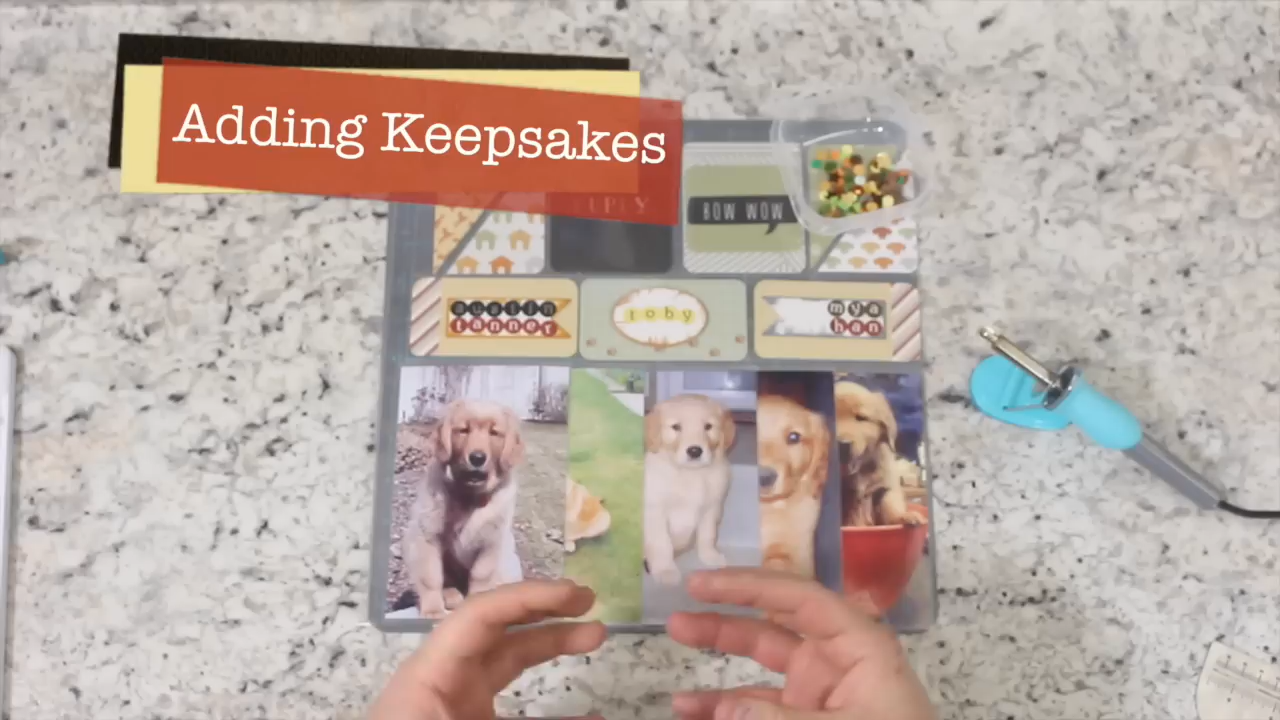 Adding Keepsakes
BOW WOW
austin
tanner
toby
mya
han